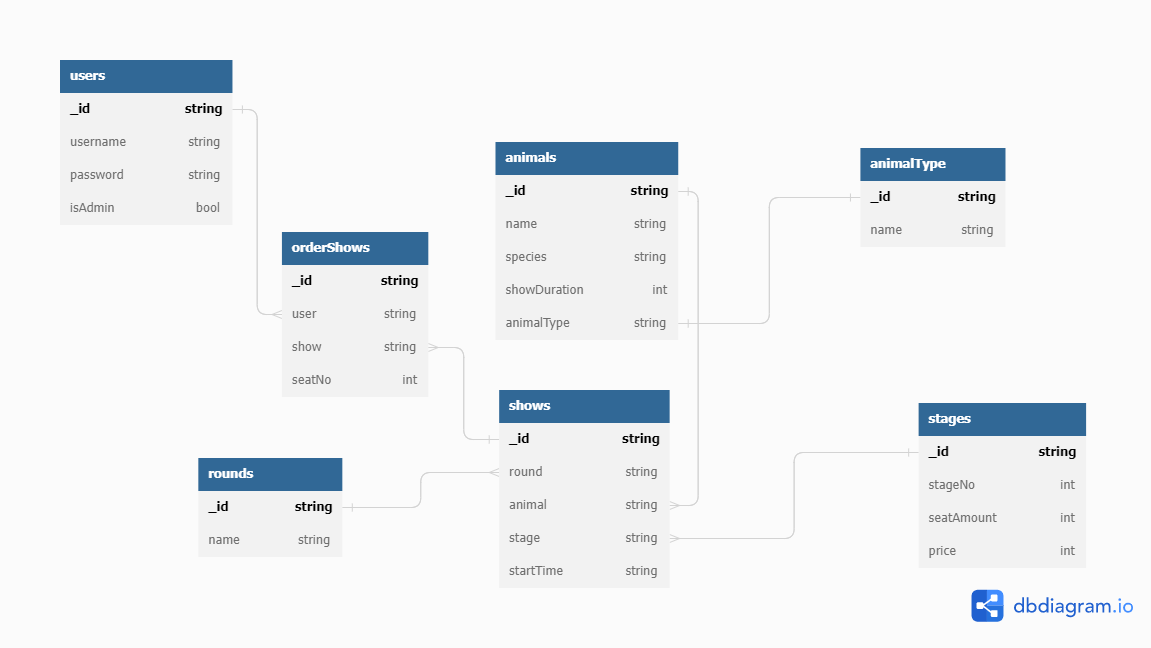 users
_id string
username string
password string
isAdmin bool
orderShows
_id string
user string
show string
seatNo int
rounds
_id string
name string
animals
_id string
name string
species string
showDuration int
animalType string
shows
_id string
round string
animal string
stage string
startTime string
animalType
_id string
name string
stages
_id string
stageNo int
seatAmount int
price int
dbdiagram.io